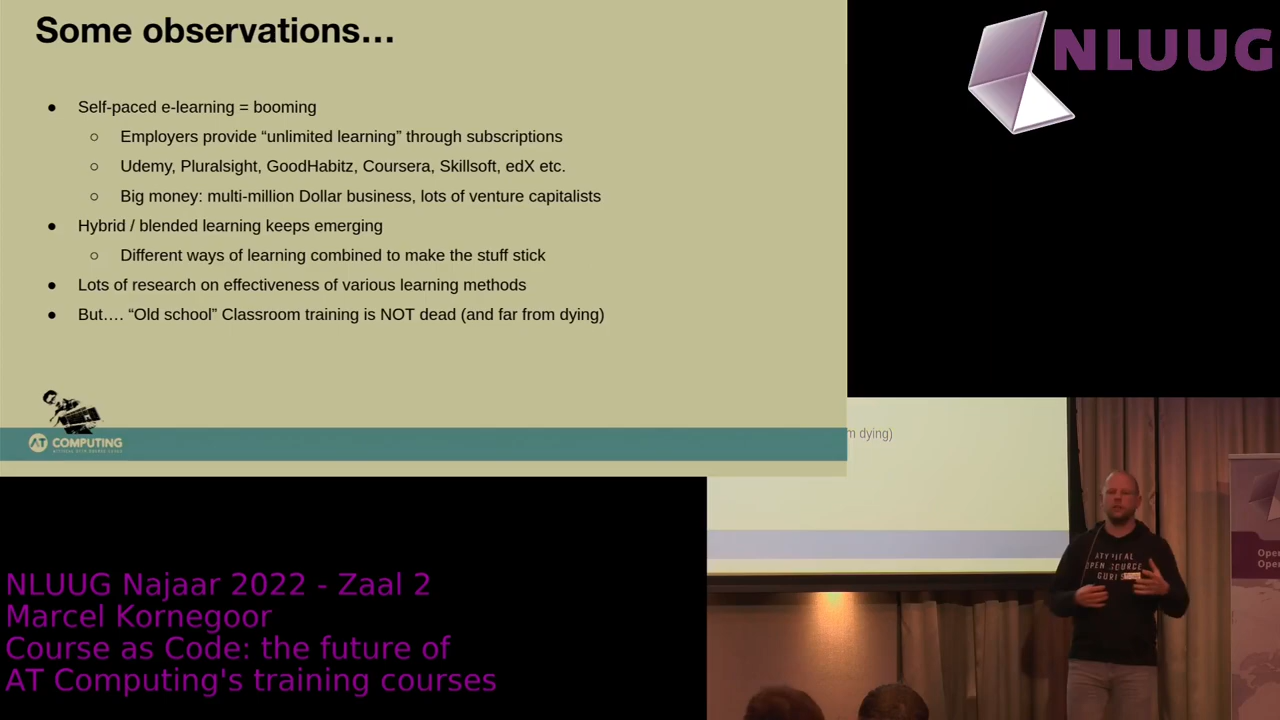 Some observations…
● Self-paced e-learning = booming
○ Employers provide “unlimited learning” through subscriptions
○ Udemy, Pluralsight, GoodHabitz, Coursera, Skillsoft, edX etc.
○ Big money: multi-million Dollar business, lots of venture capitalists
● Hybrid / blended learning keeps emerging
○ Different ways of learning combined to make the stuff stick
● Lots of research on effectiveness of various learning methods
● But…. “Old school” Classroom training is NOT dead (and far from dying)
AT COMPUTING
NLUUG
m dying)
OPEN SOURCE
Open
Open
NLUUG Najaar 2022 - Zaal 2
Marcel Kornegoor
Course as Code: the future of
AT Computing's training courses